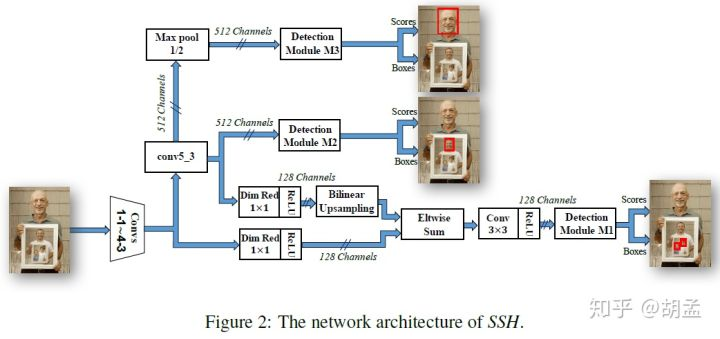 Max pool
1/2
512 Channels
Detection
Module M3
Scores
Boxes
512 Channels
conv5_3
512 Channels
Detection
Module M2
Scores
Boxes
128 Channels
Dim Red
1×1
ReLU
Bilinear
Upsampling
Convs
1-1~4-3
Dim Red
1×1
ReLU
128 Channels
Eltwise
Sum
Conv
3×3
ReLU
128 Channels
Detection
Module M1
Scores
Boxes
知乎 @胡孟
Figure 2: The network architecture of SSH.